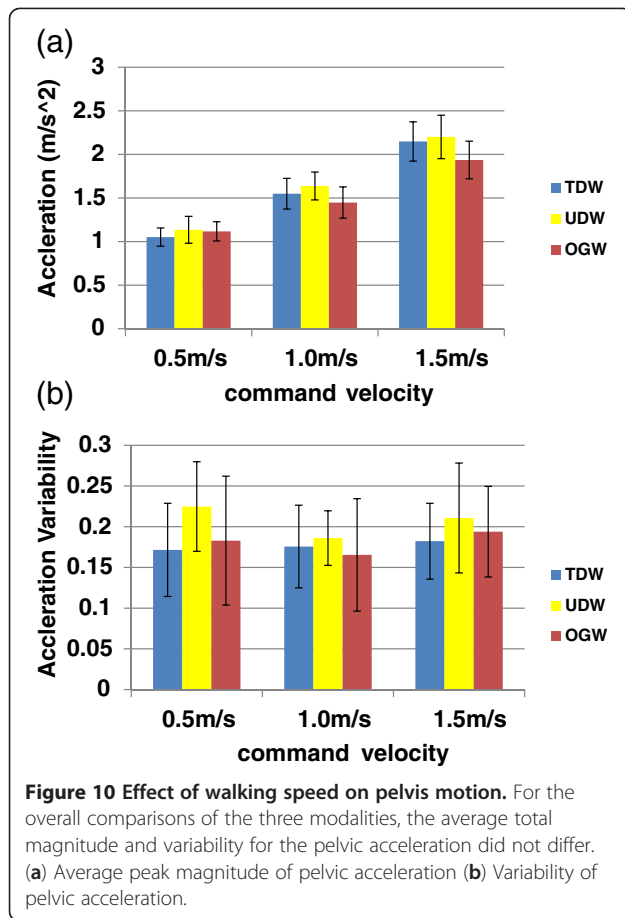 (a)
Accleration (m/s^2)
3
2.5
2
1.5
1
0.5
0
0.5m/s 1.0m/s 1.5m/s
command velocity
TDW
UDW
OGW
(b)
Accleration Variability
0.3
0.25
0.2
0.15
0.1
0.05
0
0.5m/s 1.0m/s 1.5m/s
command velocity
TDW
UDW
OGW
Figure 10 Effect of walking speed on pelvis motion. For the
overall comparisons of the three modalities, the average total
magnitude and variability for the pelvic acceleration did not differ.
(a) Average peak magnitude of pelvic acceleration (b) Variability of
pelvic acceleration.